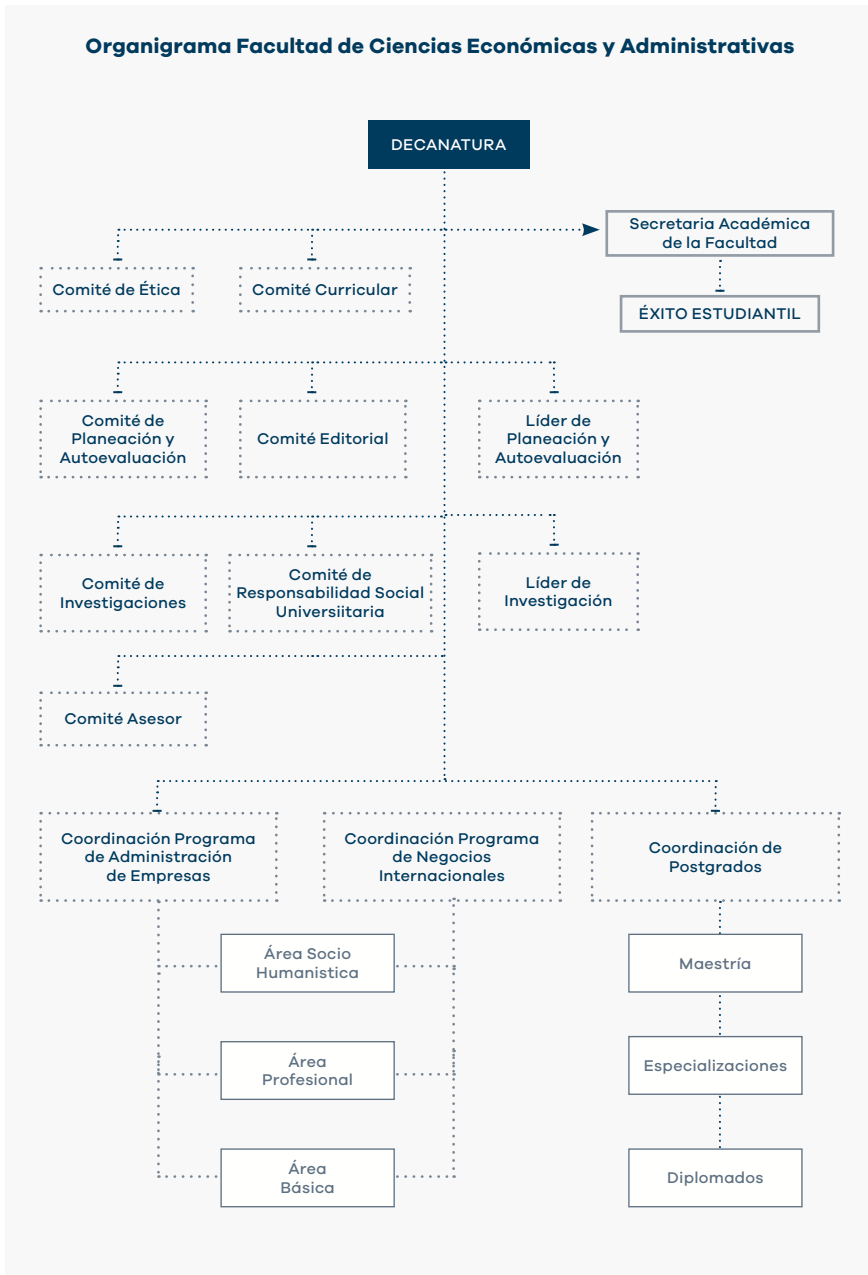 Organigrama Facultad de Ciencias Económicas y Administrativas
DECANATURA
Secretaria Académica
de la Facultad
ÉXITO ESTUDIANTIL
Comité de Ética
Comité Curricular
Comité de
Planeación y
Autoevaluación
Comité Editorial
Líder de
Planeación y
Autoevaluación
Comité de
Investigaciones
Comité de
Responsabilidad Social
Universiitaria
Líder de
Investigación
Comité Asesor
Coordinación Programa
de Administración
de Empresas
Coordinación Programa
de Negocios
Internacionales
Coordinación de
Postgrados
Área Socio
Humanistica
Maestría
Área
Profesional
Especializaciones
Área
Básica
Diplomados